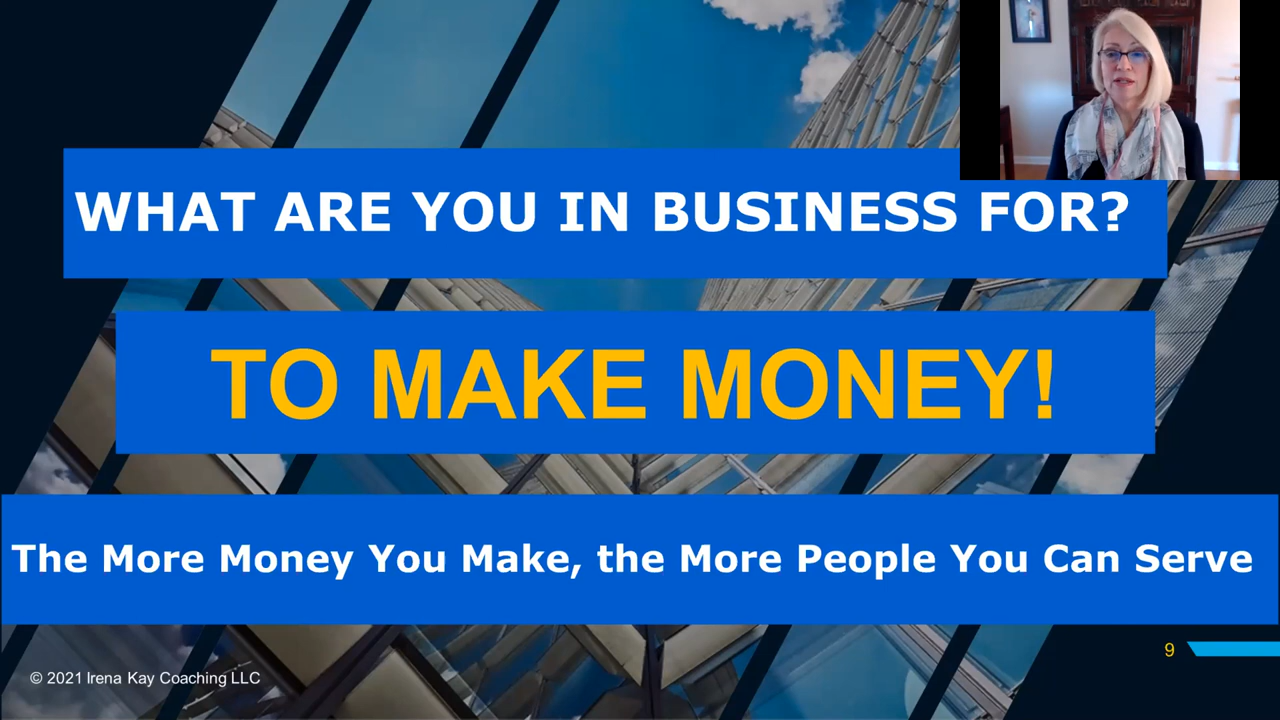 WHAT ARE YOU IN BUSINESS FOR?
TO MAKE MONEY!
The More Money You Make, the More People You Can Serve
9
© 2021 Irena Kay Coaching LLC